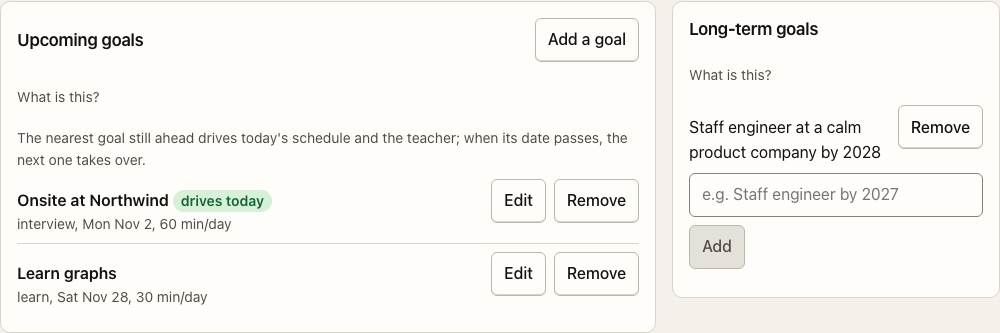 Upcoming goals
Add a goal
What is this?
The nearest goal still ahead drives today's schedule and the teacher; when its date passes, the
next one takes over.
Onsite at Northwind drives today
interview, Mon Nov 2, 60 min/day
Edit
Remove
Learn graphs
learn, Sat Nov 28, 30 min/day
Edit
Remove
Long-term goals
What is this?
Staff engineer at a calm
product company by 2028
Remove
e.g. Staff engineer by 2027
Add